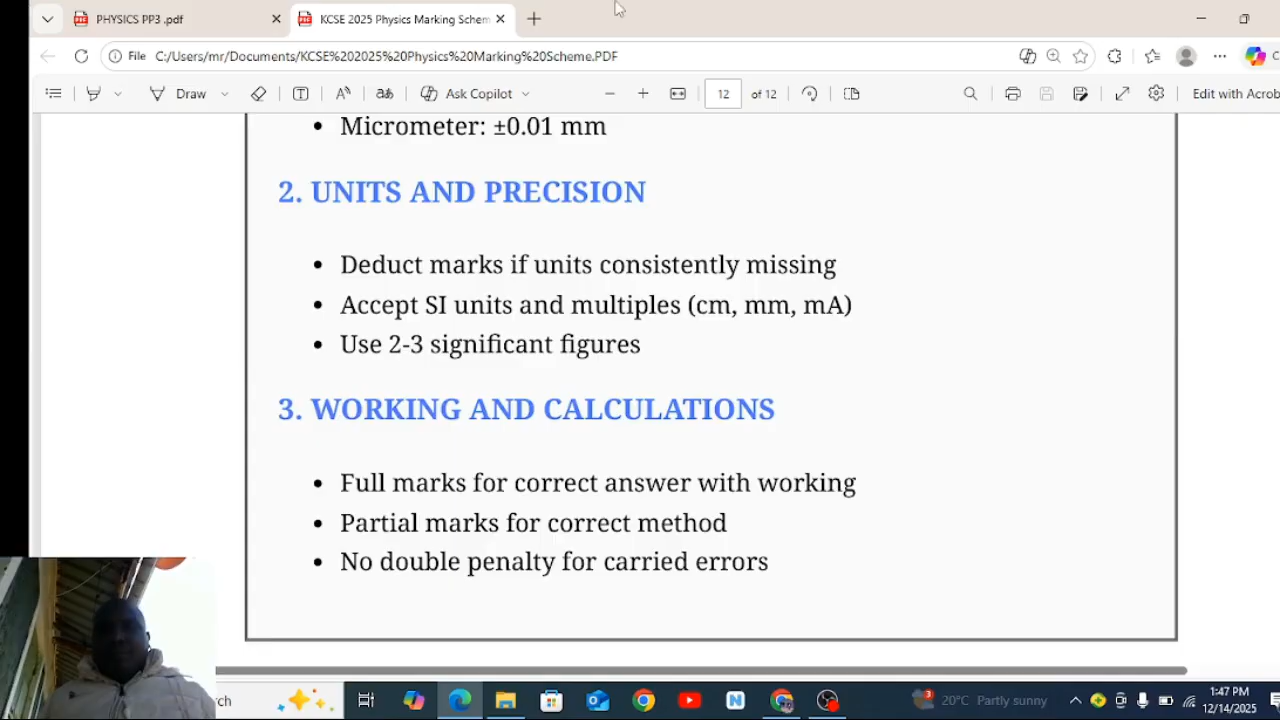 PHYSICS PP3 .pdf
KCSE 2025 Physics Marking Schem
File C:/Users/mr/Documents/KCSE%202025%20Physics%20Marking%20Scheme.PDF
Draw
Ask Copilot
12 of 12
Edit with Acrob
• Micrometer: ±0.01 mm
2. UNITS AND PRECISION
• Deduct marks if units consistently missing
• Accept SI units and multiples (cm, mm, mA)
• Use 2-3 significant figures
3. WORKING AND CALCULATIONS
• Full marks for correct answer with working
• Partial marks for correct method
• No double penalty for carried errors
rch
3
20°C Partly sunny
1:47 PM
12/14/2025